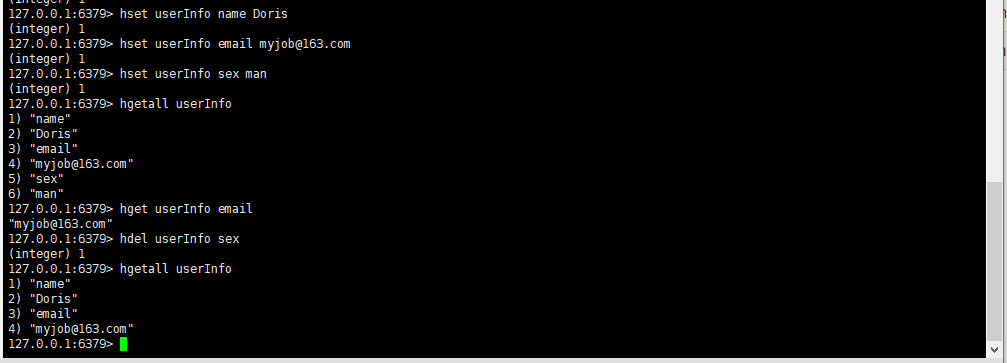 (integer) 1
127.0.0.1:6379> hset userInfo name Doris
(integer) 1
127.0.0.1:6379> hset userInfo email myjob@163.com
(integer) 1
127.0.0.1:6379> hset userInfo sex man
(integer) 1
127.0.0.1:6379> hgetall userInfo
1) "name"
2) "Doris"
3) "email"
4) "myjob@163.com"
5) "sex"
6) "man"
127.0.0.1:6379> hget userInfo email
"myjob@163.com"
127.0.0.1:6379> hdel userInfo sex
(integer) 1
127.0.0.1:6379> hgetall userInfo
1) "name"
2) "Doris"
3) "email"
4) "myjob@163.com"
127.0.0.1:6379>